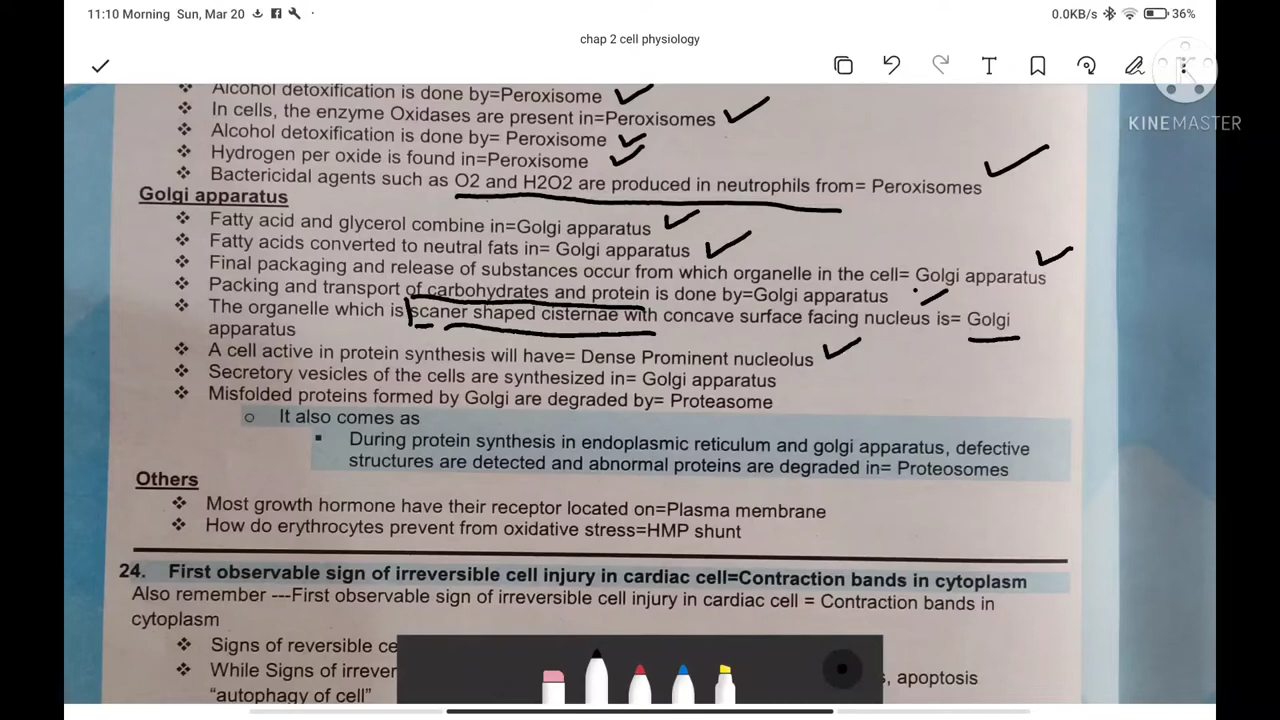 11:10 Morning Sun, Mar 20
0.0KB/s 36%
chap 2 cell physiology
KINEMASTER
Alcohol detoxification is done by=Peroxisome
In cells, the enzyme Oxidases are present in=Peroxisomes
Alcohol detoxification is done by= Peroxisome
Hydrogen per oxide is found in=Peroxisome
Bactericidal agents such as O2 and H2O2 are produced in neutrophils from= Peroxisomes
Golgi apparatus
Fatty acid and glycerol combine in=Golgi apparatus
Fatty acids converted to neutral fats in= Golgi apparatus
Final packaging and release of substances occur from which organelle in the cell= Golgi apparatus
Packing and transport of carbohydrates and protein is done by=Golgi apparatus
The organelle which is scaner shaped cisternae with concave surface facing nucleus is= Golgi
apparatus
A cell active in protein synthesis will have= Dense Prominent nucleolus
Secretory vesicles of the cells are synthesized in= Golgi apparatus
Misfolded proteins formed by Golgi are degraded by= Proteasome
o It also comes as
During protein synthesis in endoplasmic reticulum and golgi apparatus, defective
structures are detected and abnormal proteins are degraded in= Proteosomes
Others
Most growth hormone have their receptor located on=Plasma membrane
How do erythrocytes prevent from oxidative stress=HMP shunt
24. First observable sign of irreversible cell injury in cardiac cell=Contraction bands in cytoplasm
Also remember ---First observable sign of irreversible cell injury in cardiac cell = Contraction bands in
cytoplasm
Signs of reversible ce
While Signs of irrever s, apoptosis
"autophagy of cell"